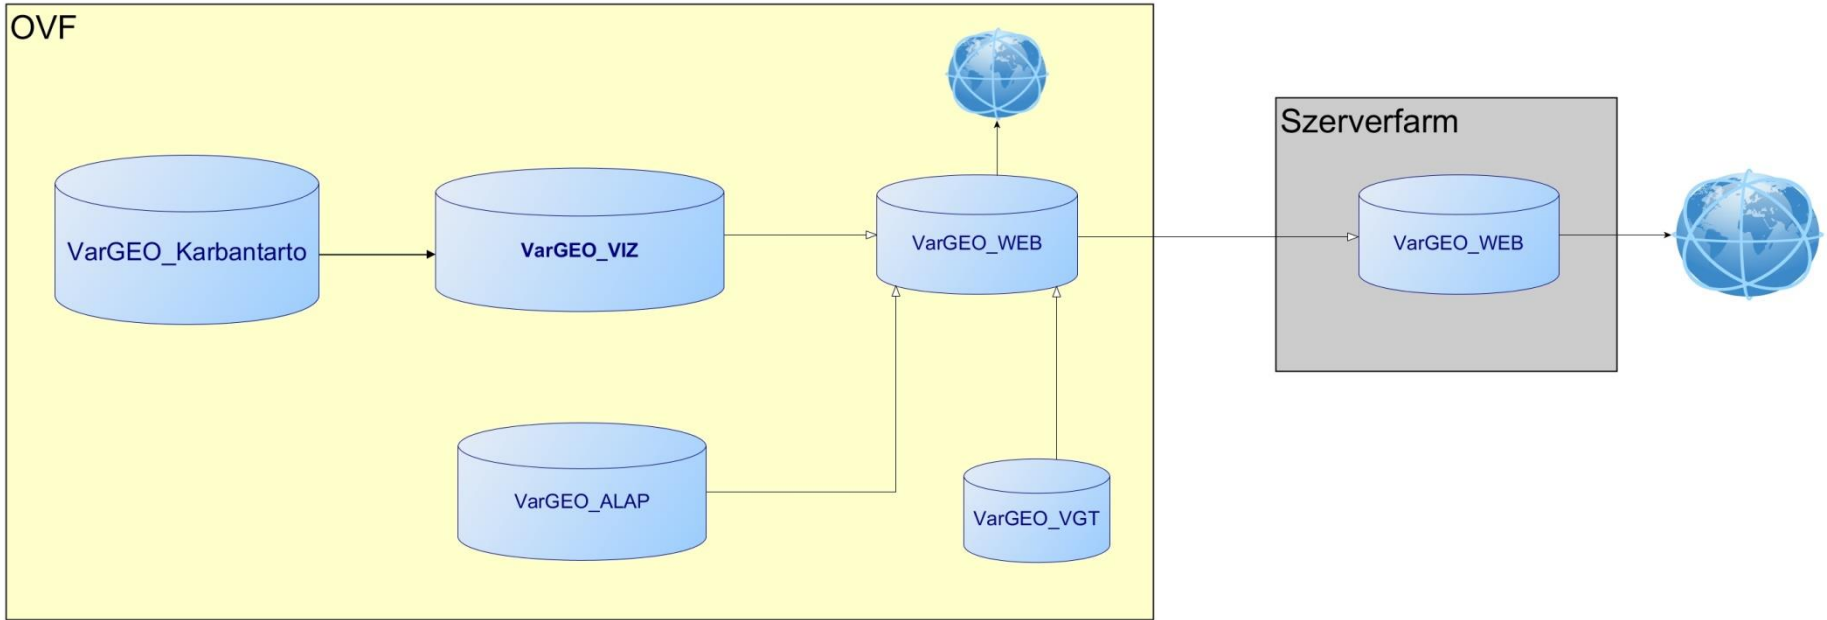 OVF
Szerverfarm
VarGEO_Karbantarto
VarGEO_VIZ
VarGEO_WEB
VarGEO_WEB
VarGEO_ALAP
VarGEO_VGT